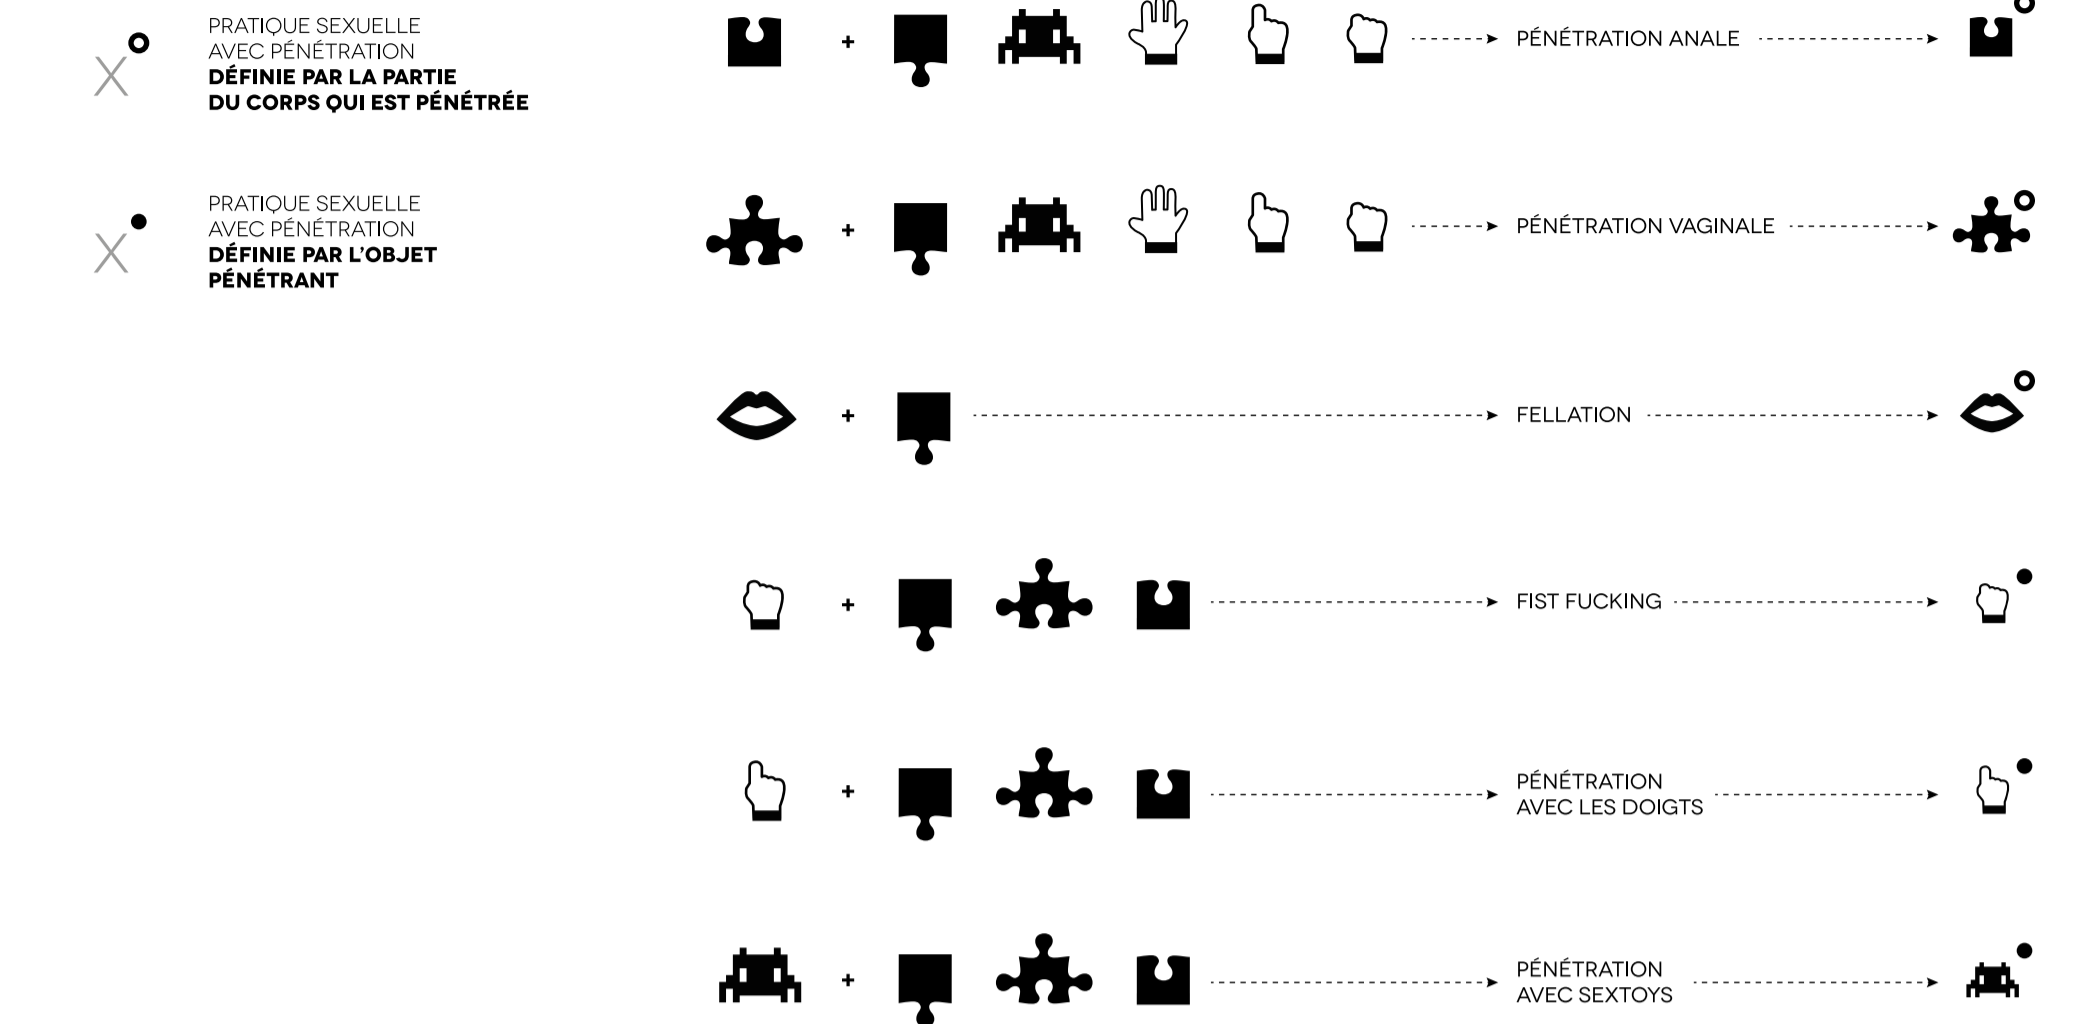 PRATIQUE SEXUELLE
AVEC PÉNÉTRATION
DÉFINIE PAR LA PARTIE
DU CORPS QUI EST PÉNÉTRÉE
X
PRATIQUE SEXUELLE
AVEC PÉNÉTRATION
DÉFINIE PAR L'OBJET
PÉNÉTRANT
X
+
PÉNÉTRATION ANALE
+
PÉNÉTRATION VAGINALE
+
FELLATION
+
FIST FUCKING
+
PÉNÉTRATION
AVEC LES DOIGTS
+
PÉNÉTRATION
AVEC SEXTOYS